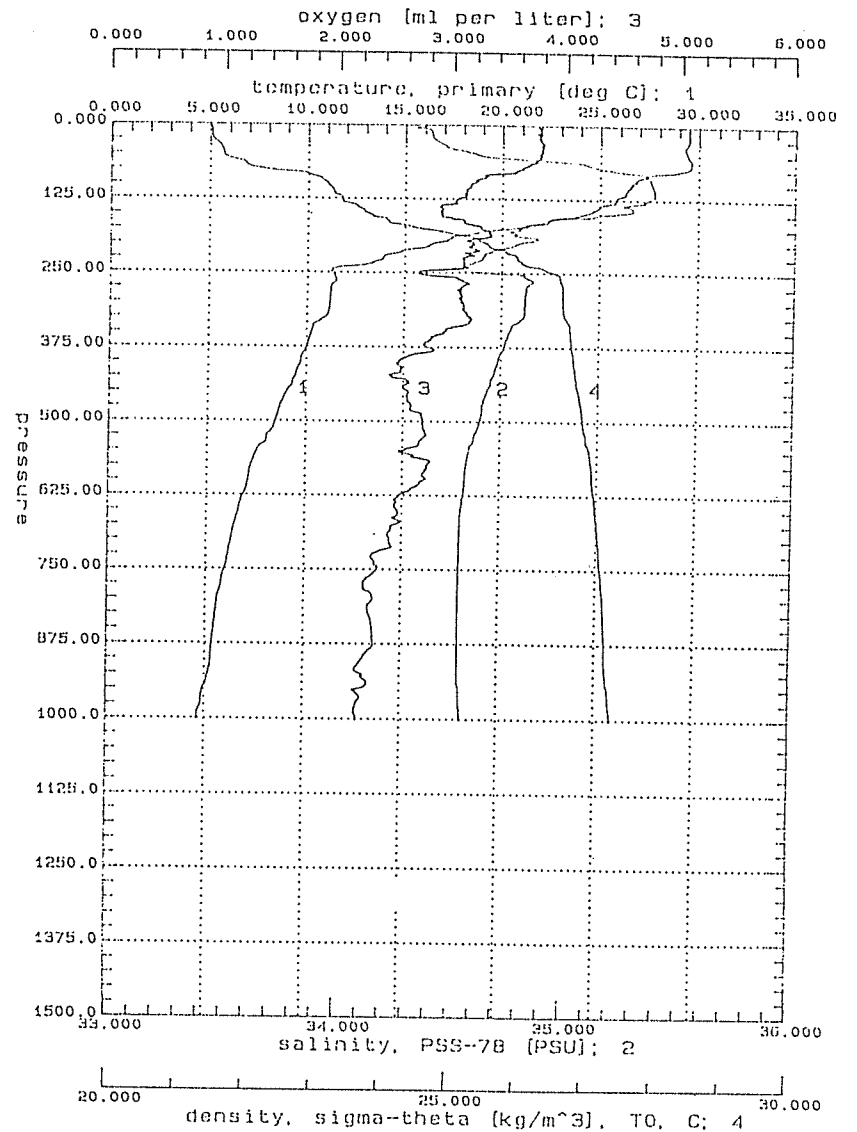 oxygen [ml per liter]; 3
0.000 1.000 2.000 3.000 4.000 5.000 6.000
temperature, primary [deg C]; 1
0.000 5.000 10.000 15.000 20.000 25.000 30.000 35.000
0.000
125.00
250.00
375.00
1 3 2 4
500.00
pressure
625.00
750.00
875.00
1000.0
1125.0
1250.0
1375.0
1500.0
33.000 34.000 35.000 36.000
salinity, PSS-78 [PSU]; 2
20.000 25.000 30.000
density, sigma-theta [kg/m^3], T0, C; 4